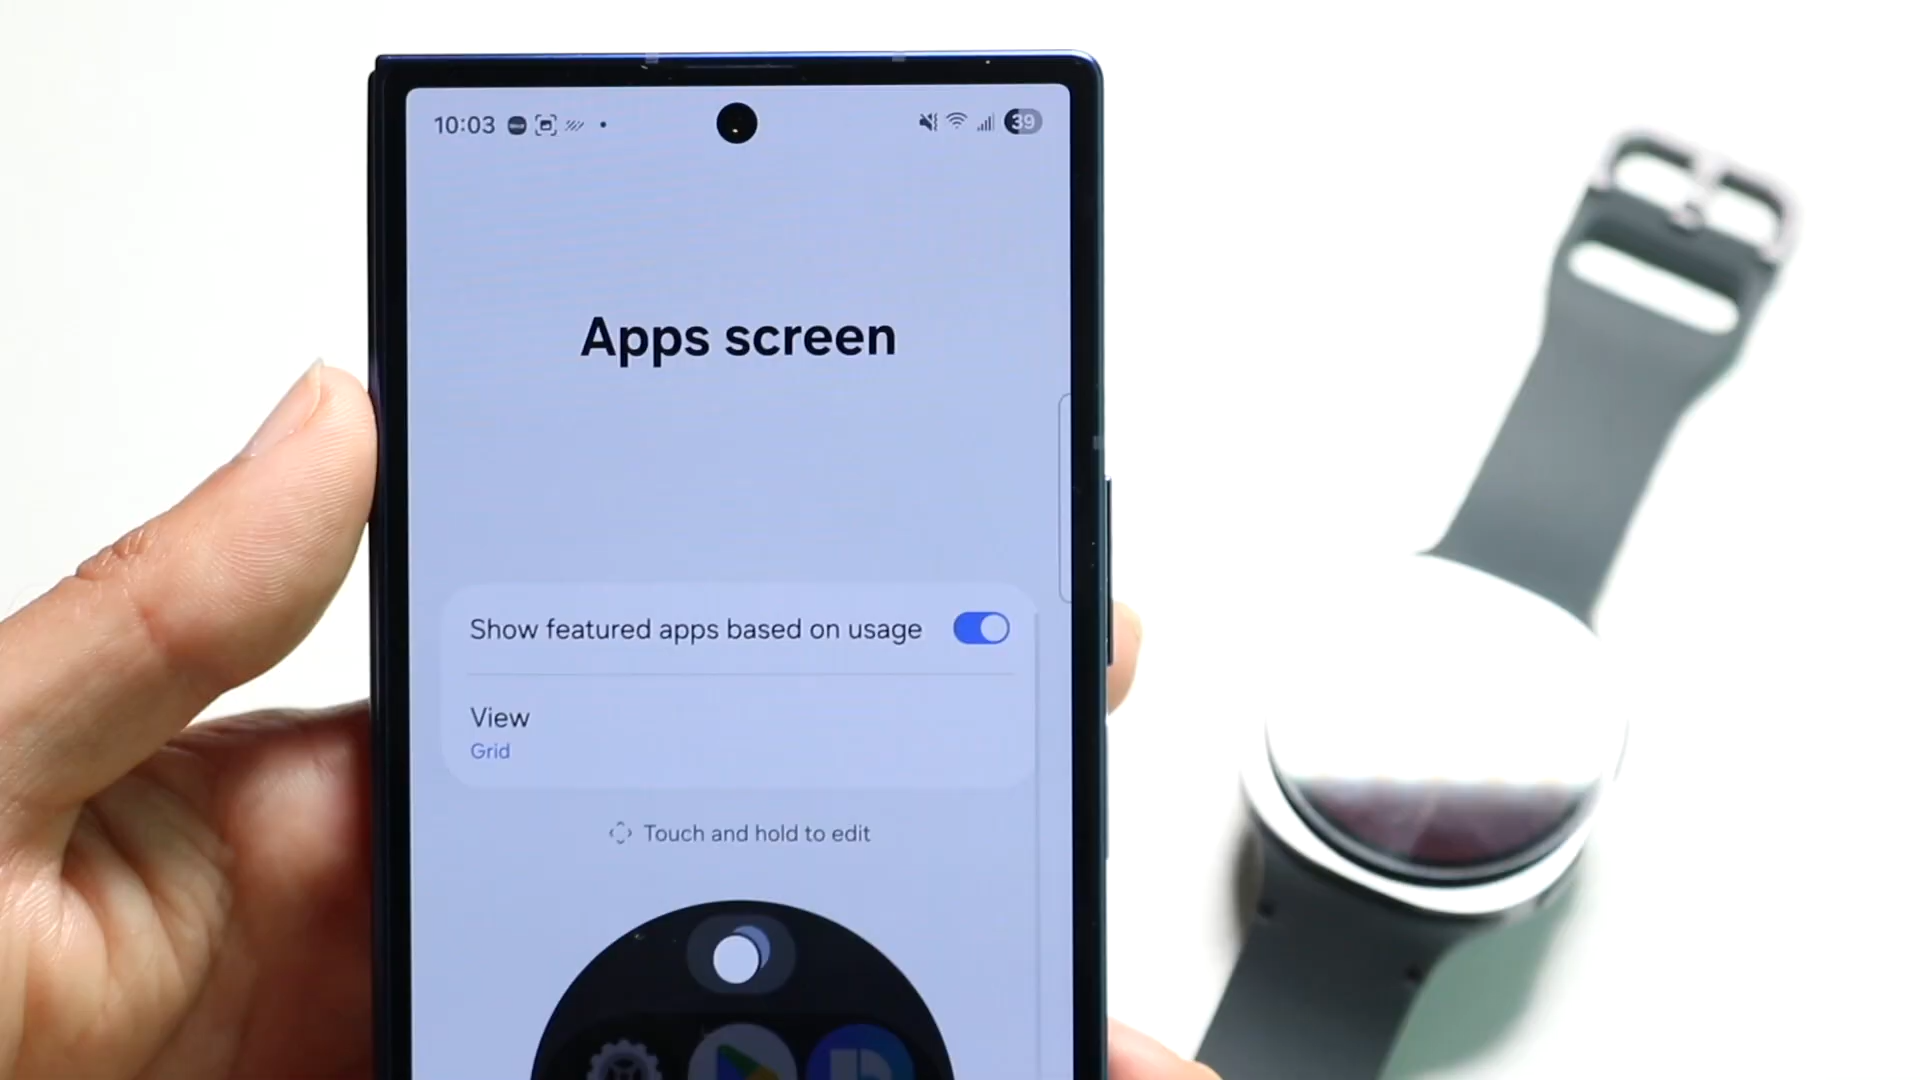 10:03
39
Apps screen
Show featured apps based on usage
View
Grid
Touch and hold to edit